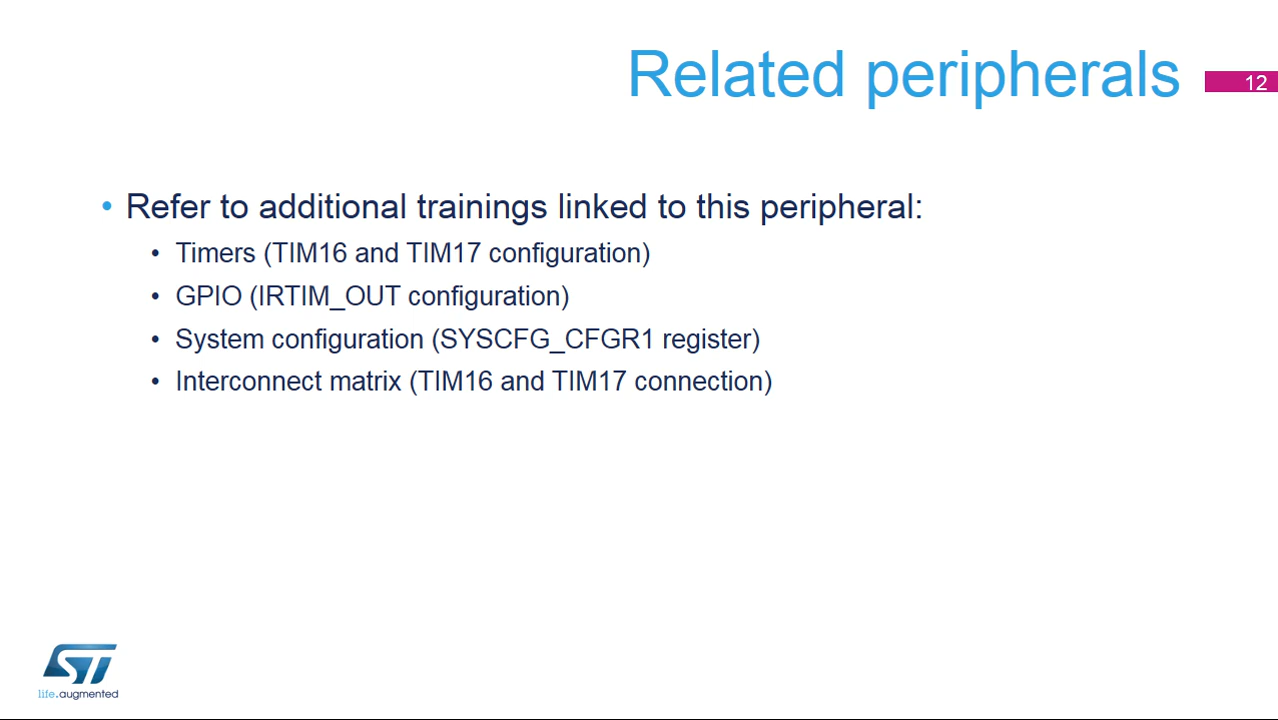 Related peripherals
12
• Refer to additional trainings linked to this peripheral:
• Timers (TIM16 and TIM17 configuration)
• GPIO (IRTIM_OUT configuration)
• System configuration (SYSCFG_CFGR1 register)
• Interconnect matrix (TIM16 and TIM17 connection)
ST
life.augmented